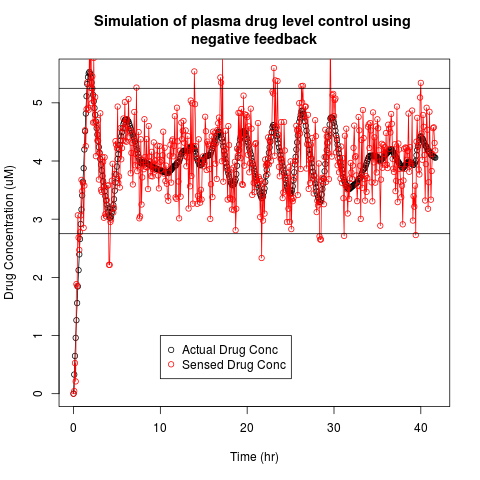 Simulation of plasma drug level control using
negative feedback
Drug Concentration (uM)
5
4
3
2
1
0
Actual Drug Conc
Sensed Drug Conc
0 10 20 30 40
Time (hr)